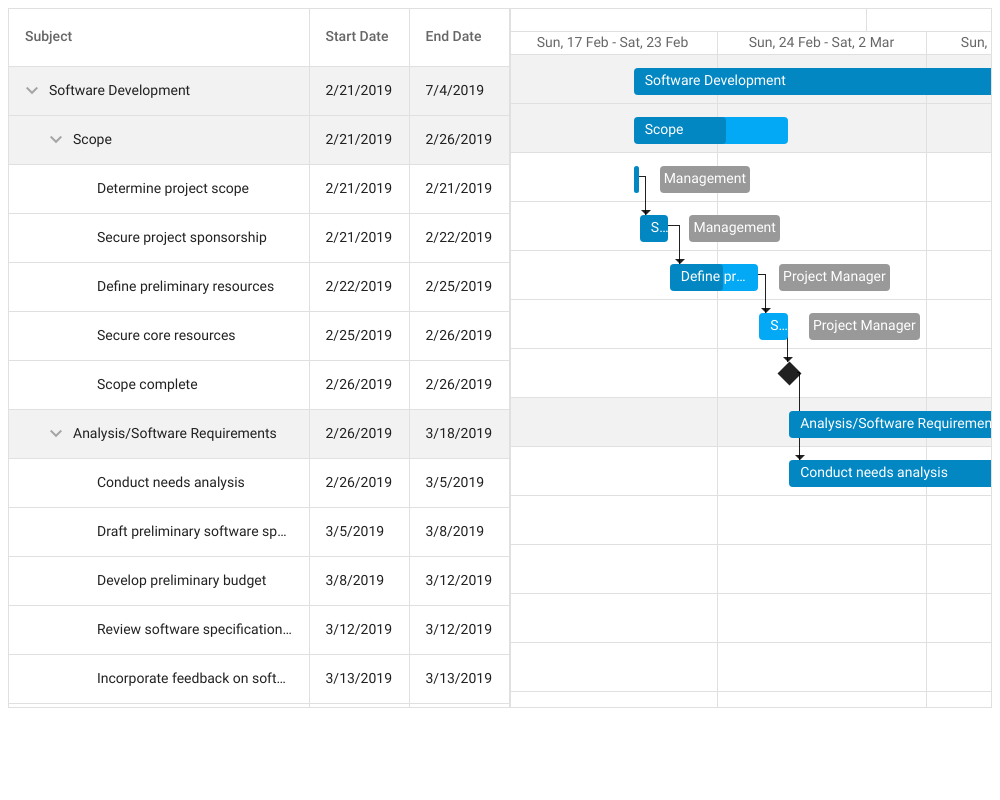 Subject Start Date End Date Sun, 17 Feb - Sat, 23 Feb Sun, 24 Feb - Sat, 2 Mar Sun,
Software Development 2/21/2019 7/4/2019 Software Development
Scope 2/21/2019 2/26/2019 Scope
Determine project scope 2/21/2019 2/21/2019 Management
Secure project sponsorship 2/21/2019 2/22/2019 S... Management
Define preliminary resources 2/22/2019 2/25/2019 Define pr... Project Manager
Secure core resources 2/25/2019 2/26/2019 S... Project Manager
Scope complete 2/26/2019 2/26/2019
Analysis/Software Requirements 2/26/2019 3/18/2019 Analysis/Software Requiremen
Conduct needs analysis 2/26/2019 3/5/2019 Conduct needs analysis
Draft preliminary software sp... 3/5/2019 3/8/2019
Develop preliminary budget 3/8/2019 3/12/2019
Review software specification... 3/12/2019 3/12/2019
Incorporate feedback on soft... 3/13/2019 3/13/2019